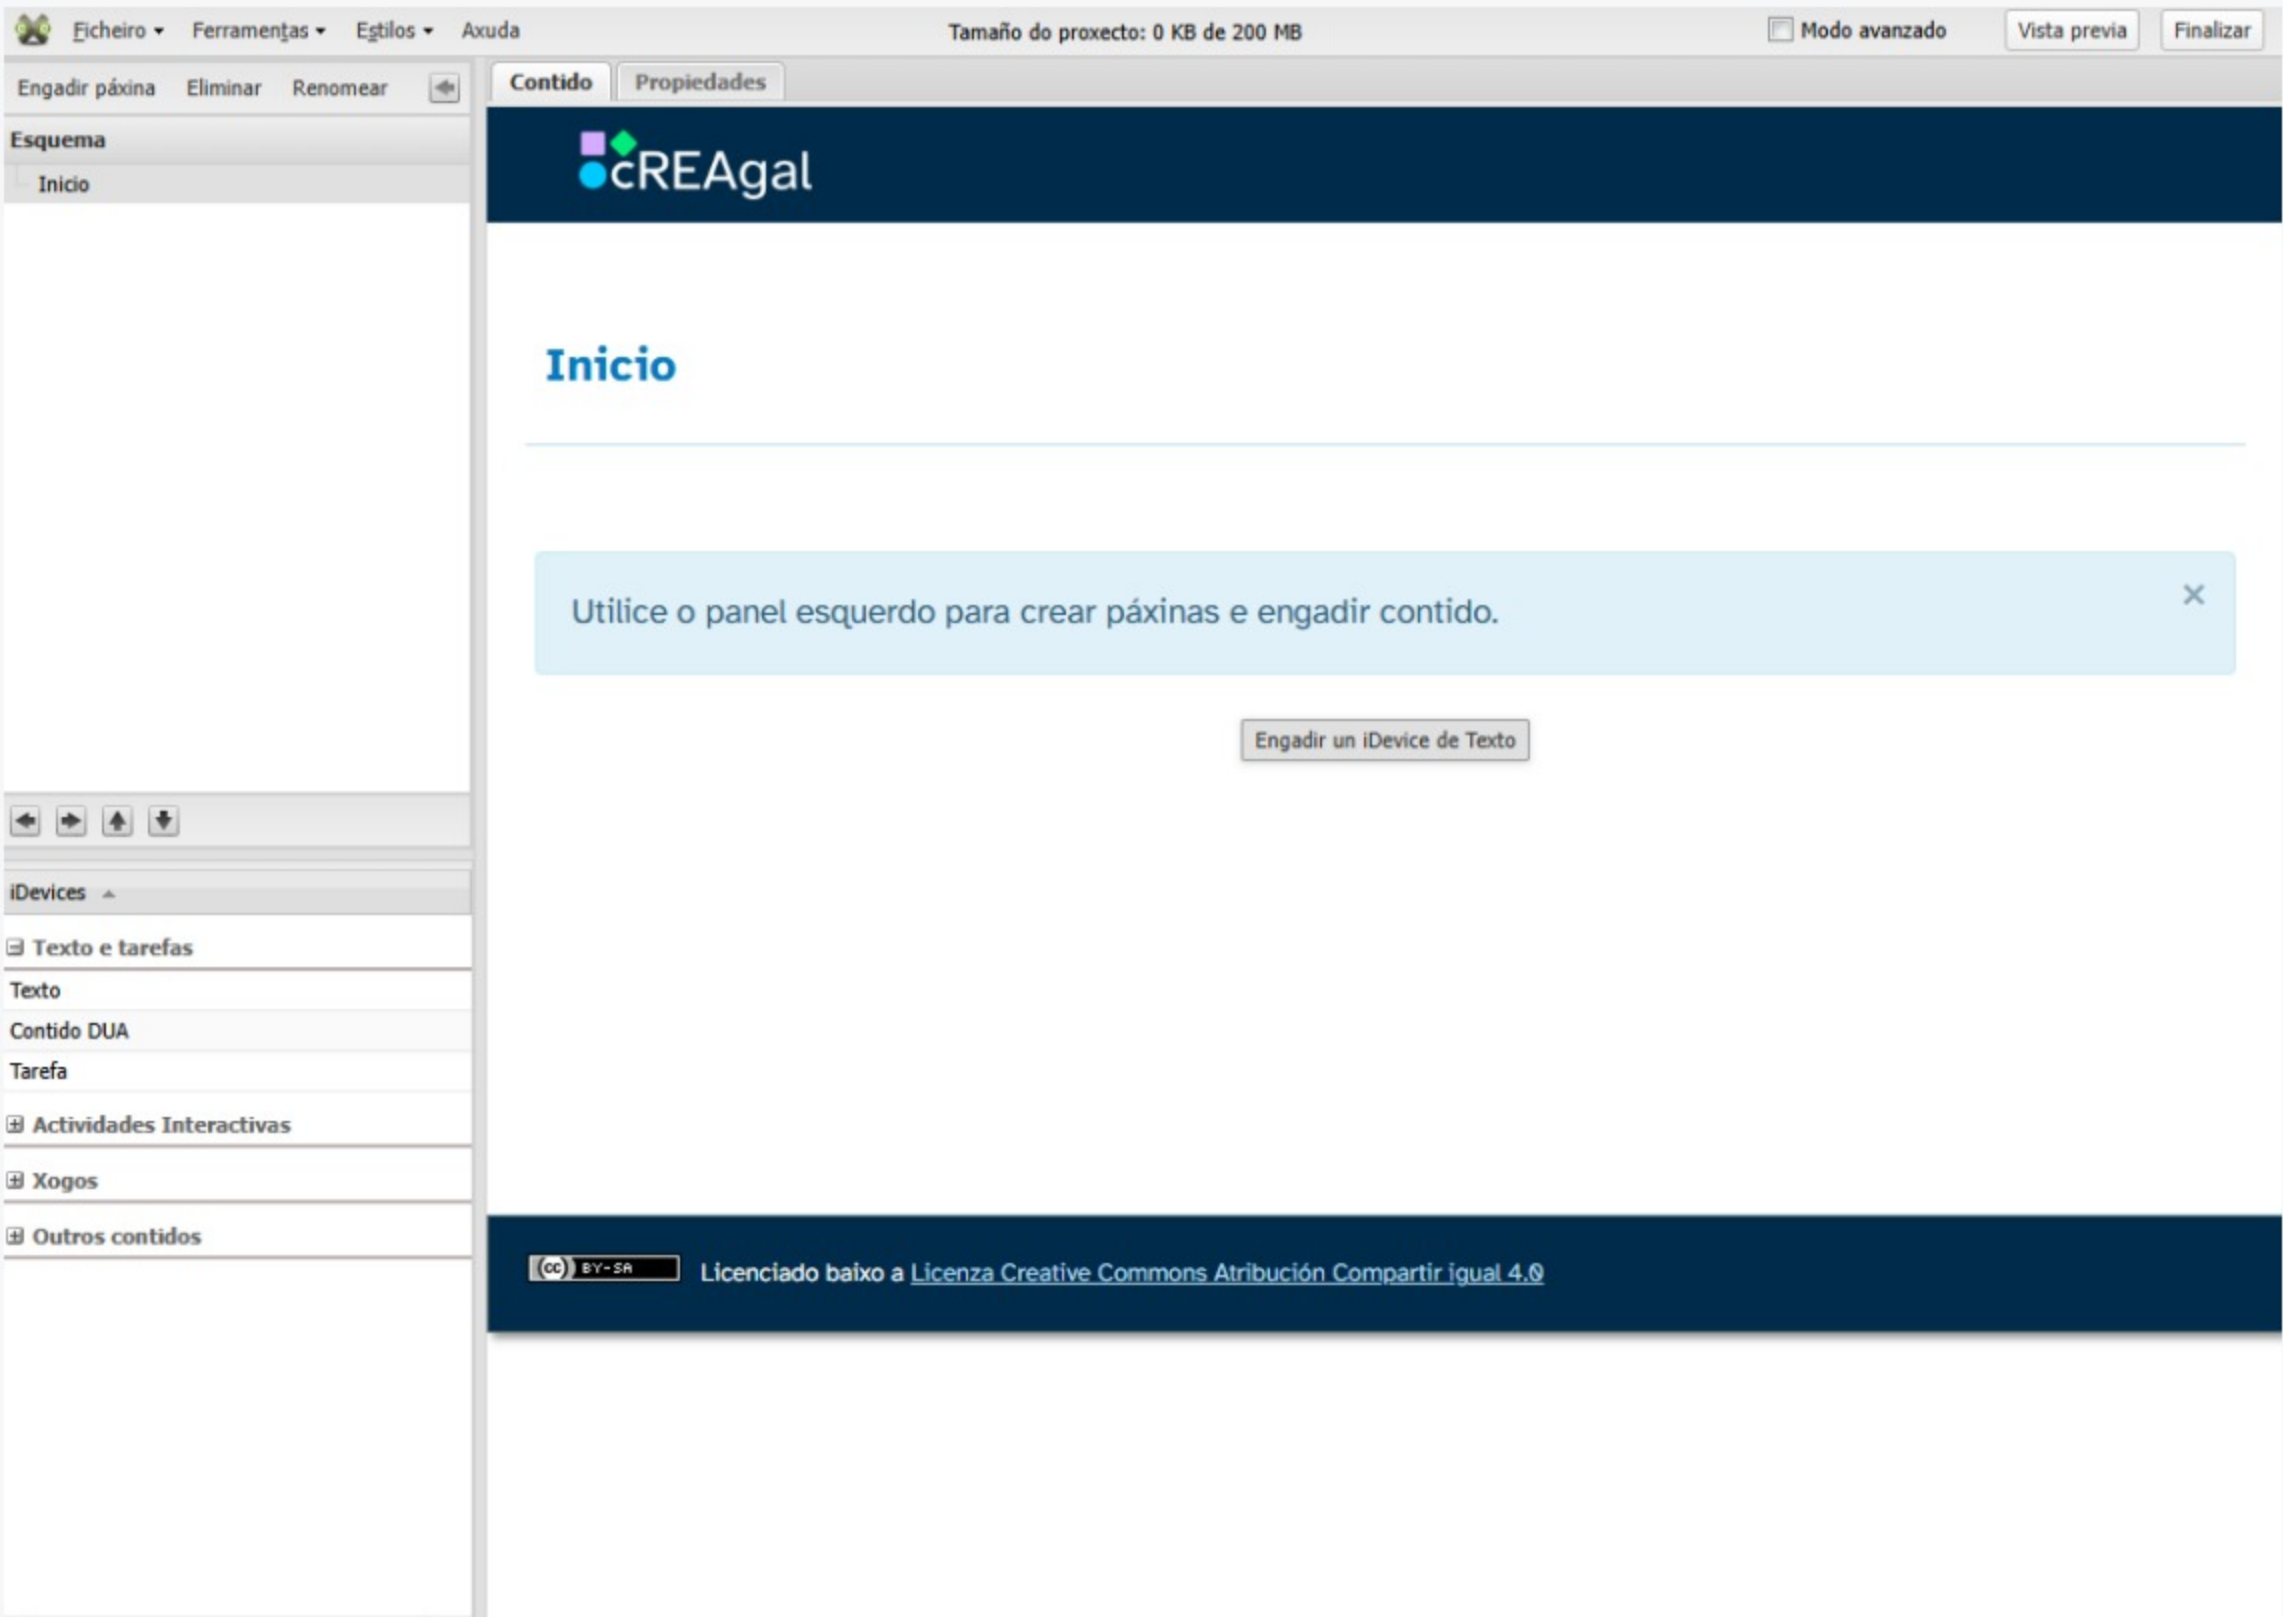 Ficheiro Ferramentas Estilos Axuda Tamaño do proxecto: 0 KB de 200 MB Modo avanzado Vista previa Finalizar
Engadir páxina Eliminar Renomear
Contido Propiedades
Esquema
Inicio
cREAgal
Inicio
Utilice o panel esquerdo para crear páxinas e engadir contido. ×
Engadir un iDevice de Texto
iDevices
Texto e tarefas
Texto
Contido DUA
Tarefa
Actividades Interactivas
Xogos
Outros contidos
(cc) BY-SA Licenciado baixo a Licenza Creative Commons Atribución Compartir igual 4.0